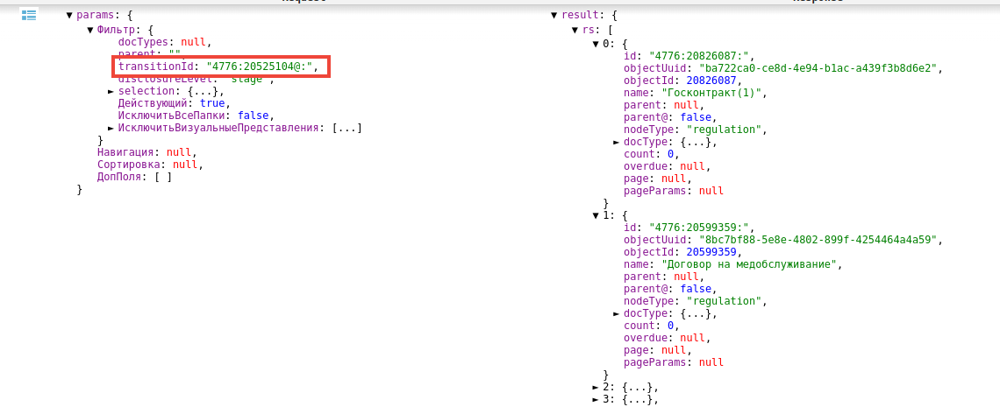 ▼ params: {
▼ Фильтр: {
docTypes: null,
parent: "",
transitionId: "4776:20525104@:",
disclosureLevel: "stage",
► selection: {...},
Действующий: true,
ИсключитьВсеПапки: false,
► ИсключитьВизуальныеПредставления: [...]
}
Навигация: null,
Сортировка: null,
ДопПоля: [ ]
}
▼ result: {
▼ rs: [
▼ 0: {
id: "4776:20826087:",
objectUuid: "ba722ca0-ce8d-4e94-b1ac-a439f3b8d6e2",
objectId: 20826087,
name: "Госконтракт(1)",
parent: null,
parent@: false,
nodeType: "regulation",
► docType: {...},
count: 0,
overdue: null,
page: null,
pageParams: null
}
▼ 1: {
id: "4776:20599359:",
objectUuid: "8bc7bf88-5e8e-4802-899f-4254464a4a59",
objectId: 20599359,
name: "Договор на медобслуживание",
parent: null,
parent@: false,
nodeType: "regulation",
► docType: {...},
count: 0,
overdue: null,
page: null,
pageParams: null
}
► 2: {...},
► 3: {...},